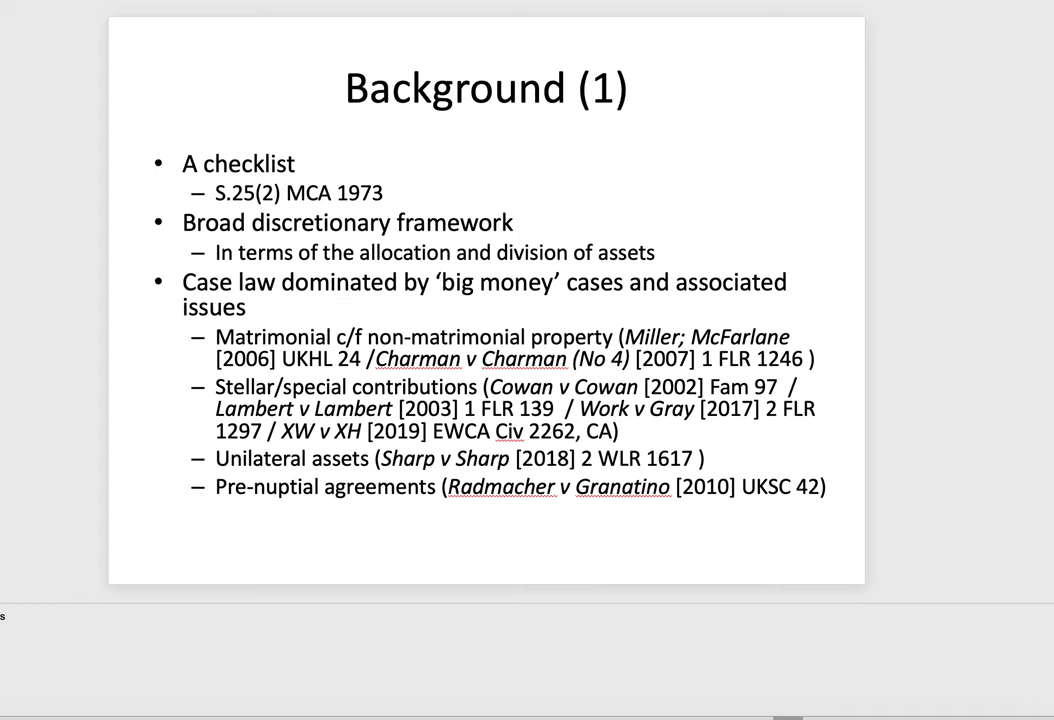 Background (1)
• A checklist
– S.25(2) MCA 1973
• Broad discretionary framework
– In terms of the allocation and division of assets
• Case law dominated by ‘big money’ cases and associated
issues
– Matrimonial c/f non-matrimonial property (Miller; McFarlane
[2006] UKHL 24 /Charman v Charman (No 4) [2007] 1 FLR 1246 )
– Stellar/special contributions (Cowan v Cowan [2002] Fam 97 /
Lambert v Lambert [2003] 1 FLR 139 / Work v Gray [2017] 2 FLR
1297 / XW v XH [2019] EWCA Civ 2262, CA)
– Unilateral assets (Sharp v Sharp [2018] 2 WLR 1617 )
– Pre-nuptial agreements (Radmacher v Granatino [2010] UKSC 42)
s